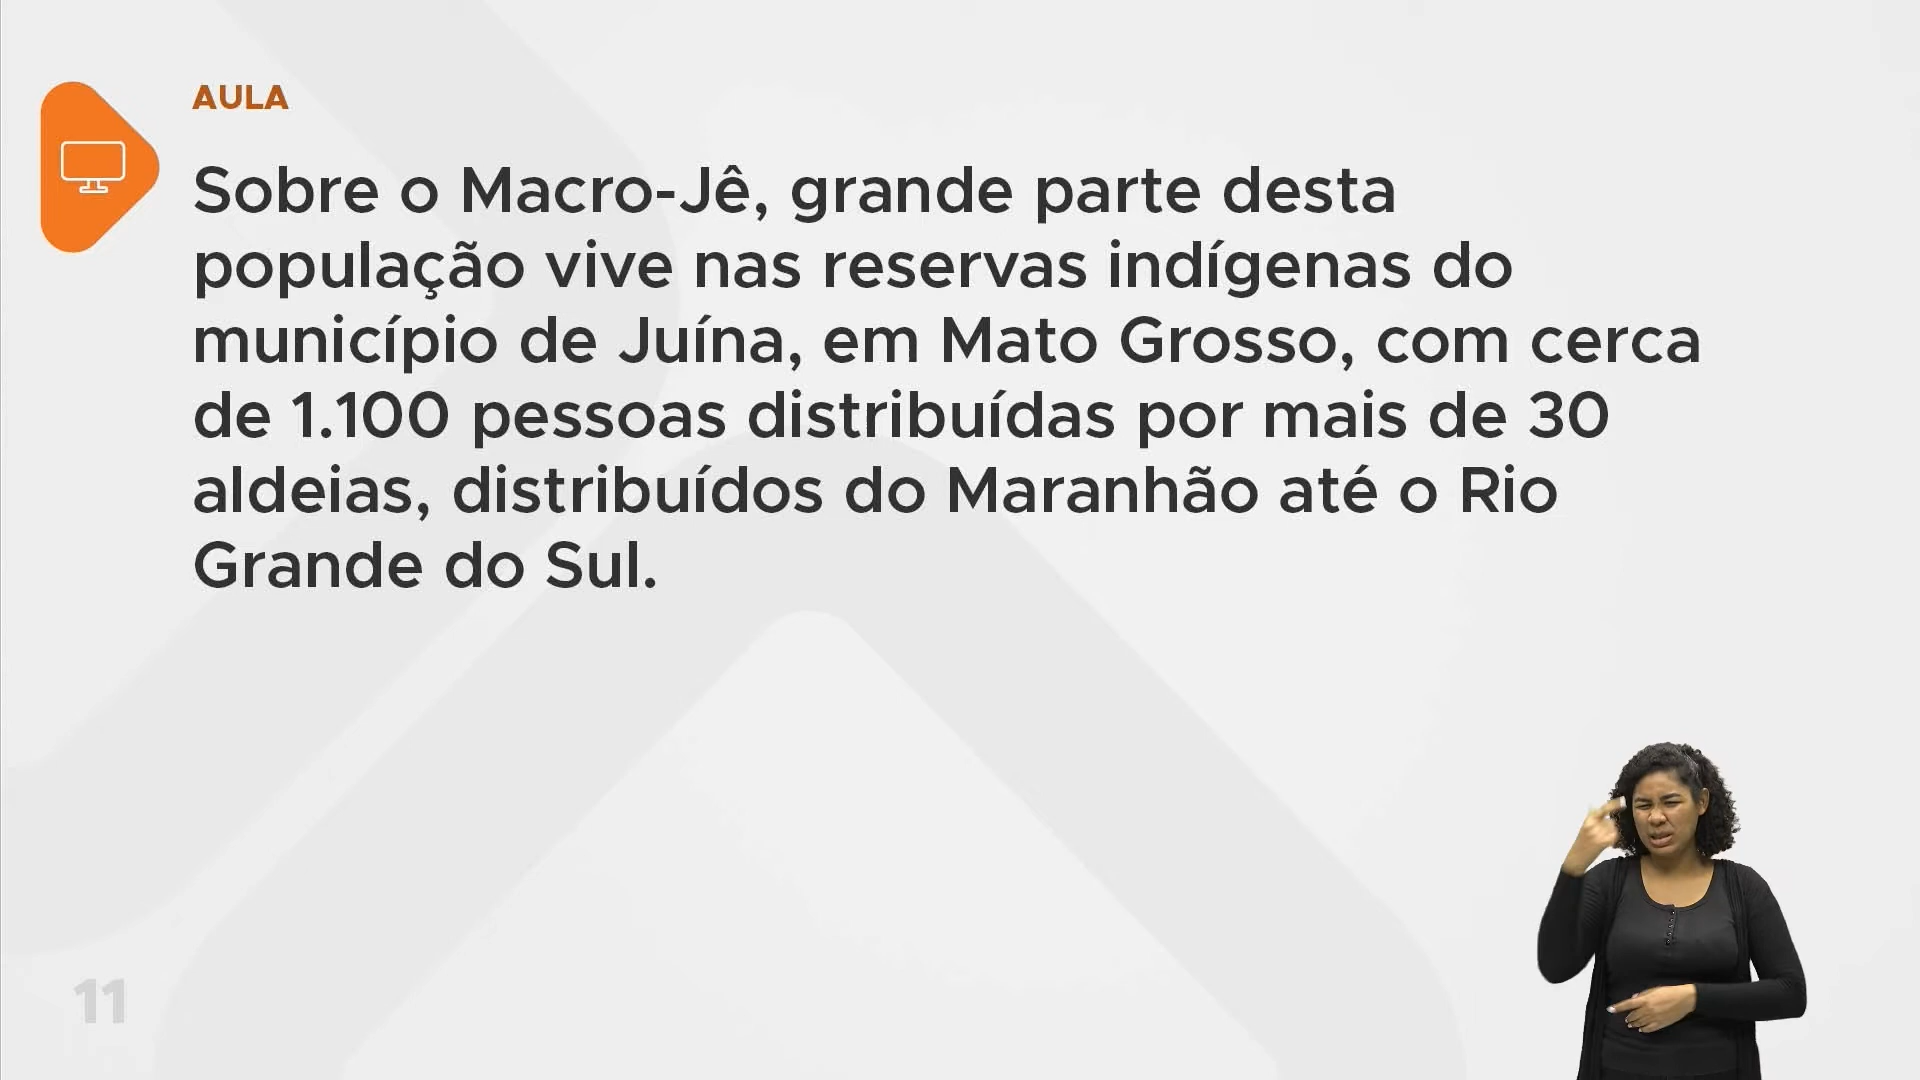 AULA
Sobre o Macro-Jê, grande parte desta
população vive nas reservas indígenas do
município de Juína, em Mato Grosso, com cerca
de 1.100 pessoas distribuídas por mais de 30
aldeias, distribuídos do Maranhão até o Rio
Grande do Sul.
11